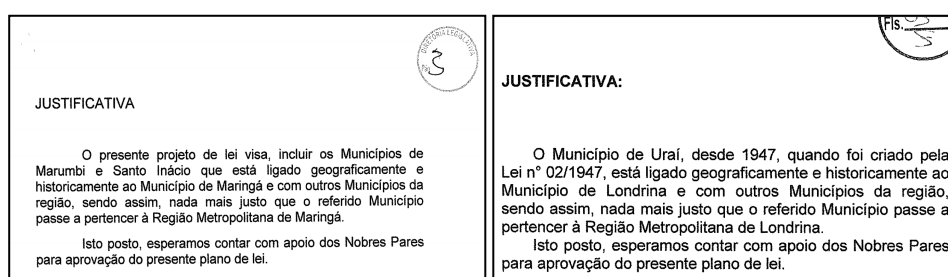 DIRETORIA LEGISLATIVA
3
JUSTIFICATIVA
O presente projeto de lei visa, incluir os Municípios de
Marumbi e Santo Inácio que está ligado geograficamente e
historicamente ao Município de Maringá e com outros Municípios da
região, sendo assim, nada mais justo que o referido Município
passe a pertencer à Região Metropolitana de Maringá.
Isto posto, esperamos contar com apoio dos Nobres Pares
para aprovação do presente plano de lei.
Fls.
JUSTIFICATIVA:
O Município de Uraí, desde 1947, quando foi criado pela
Lei n° 02/1947, está ligado geograficamente e historicamente ao
Município de Londrina e com outros Municípios da região,
sendo assim, nada mais justo que o referido Município passe a
pertencer à Região Metropolitana de Londrina.
Isto posto, esperamos contar com apoio dos Nobres Pares
para aprovação do presente plano de lei.